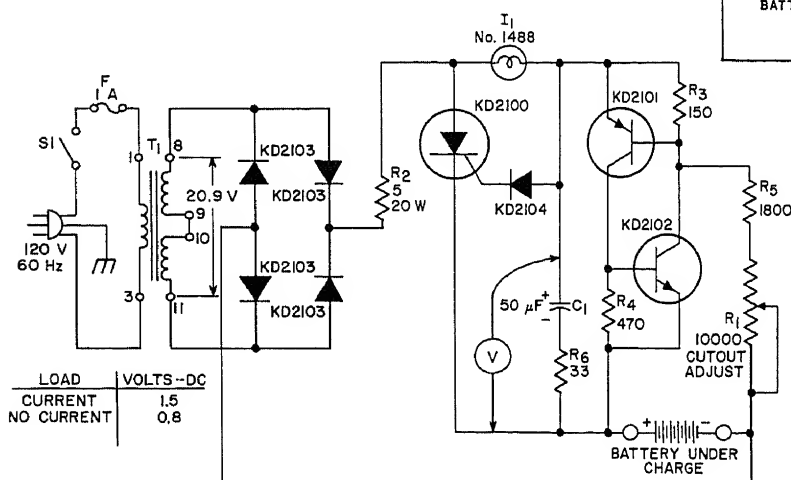 BATT
I1
No. 1488
F
1 A
S1
T1
1
8
3
9
10
11
20.9 V
120 V
60 Hz
KD2103
KD2103
KD2103
KD2103
R2
5
20 W
KD2100
KD2104
KD2101
KD2102
R3
150
R5
1800
50 µF
+
−
C1
V
R6
33
R4
470
R1
10000
CUTOUT
ADJUST
LOAD VOLTS--DC
CURRENT 1.5
NO CURRENT 0.8
+ −
BATTERY UNDER
CHARGE